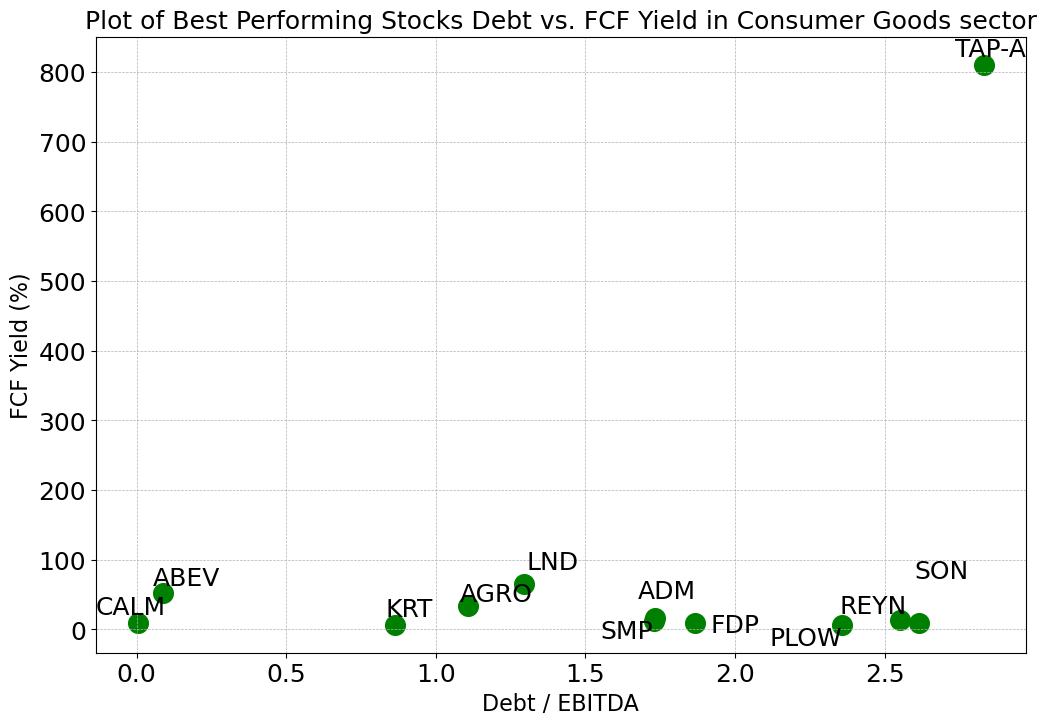 Plot of Best Performing Stocks Debt vs. FCF Yield in Consumer Goods sector
TAP-A
800
700
600
500
400
300
200
100
0
FCF Yield (%)
LND
SON
ABEV
ADM
AGRO
CALM
KRT
REYN
SMP
FDP
PLOW
0.0 0.5 1.0 1.5 2.0 2.5
Debt / EBITDA